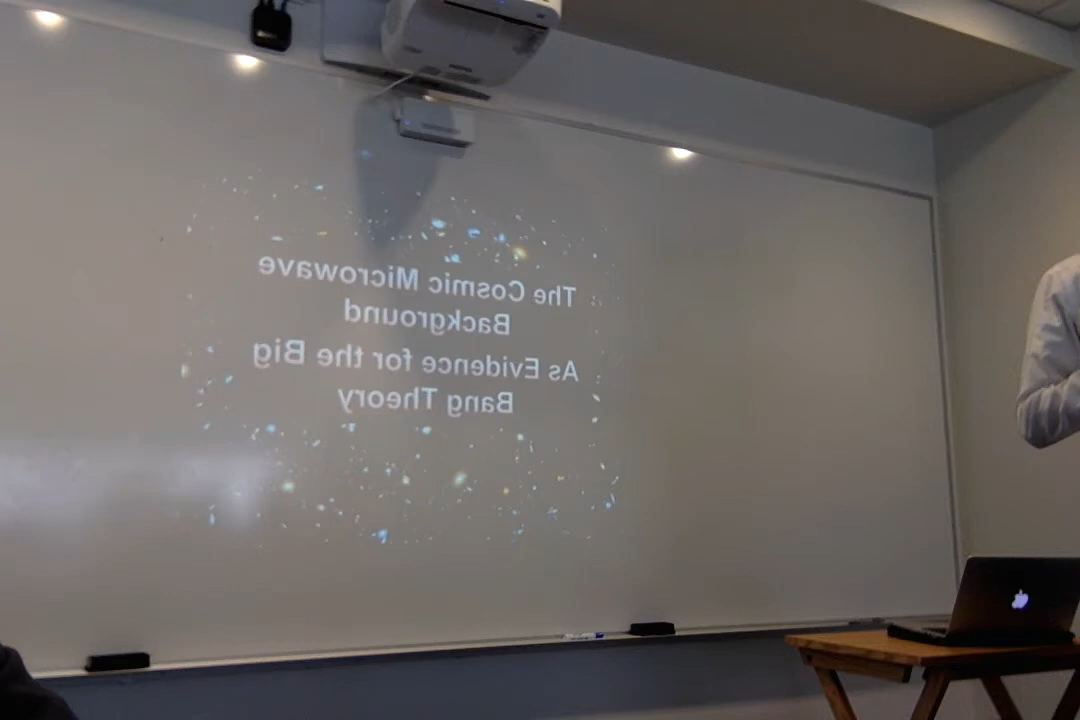 The Cosmic Microwave
Background
As Evidence for the Big
Bang Theory